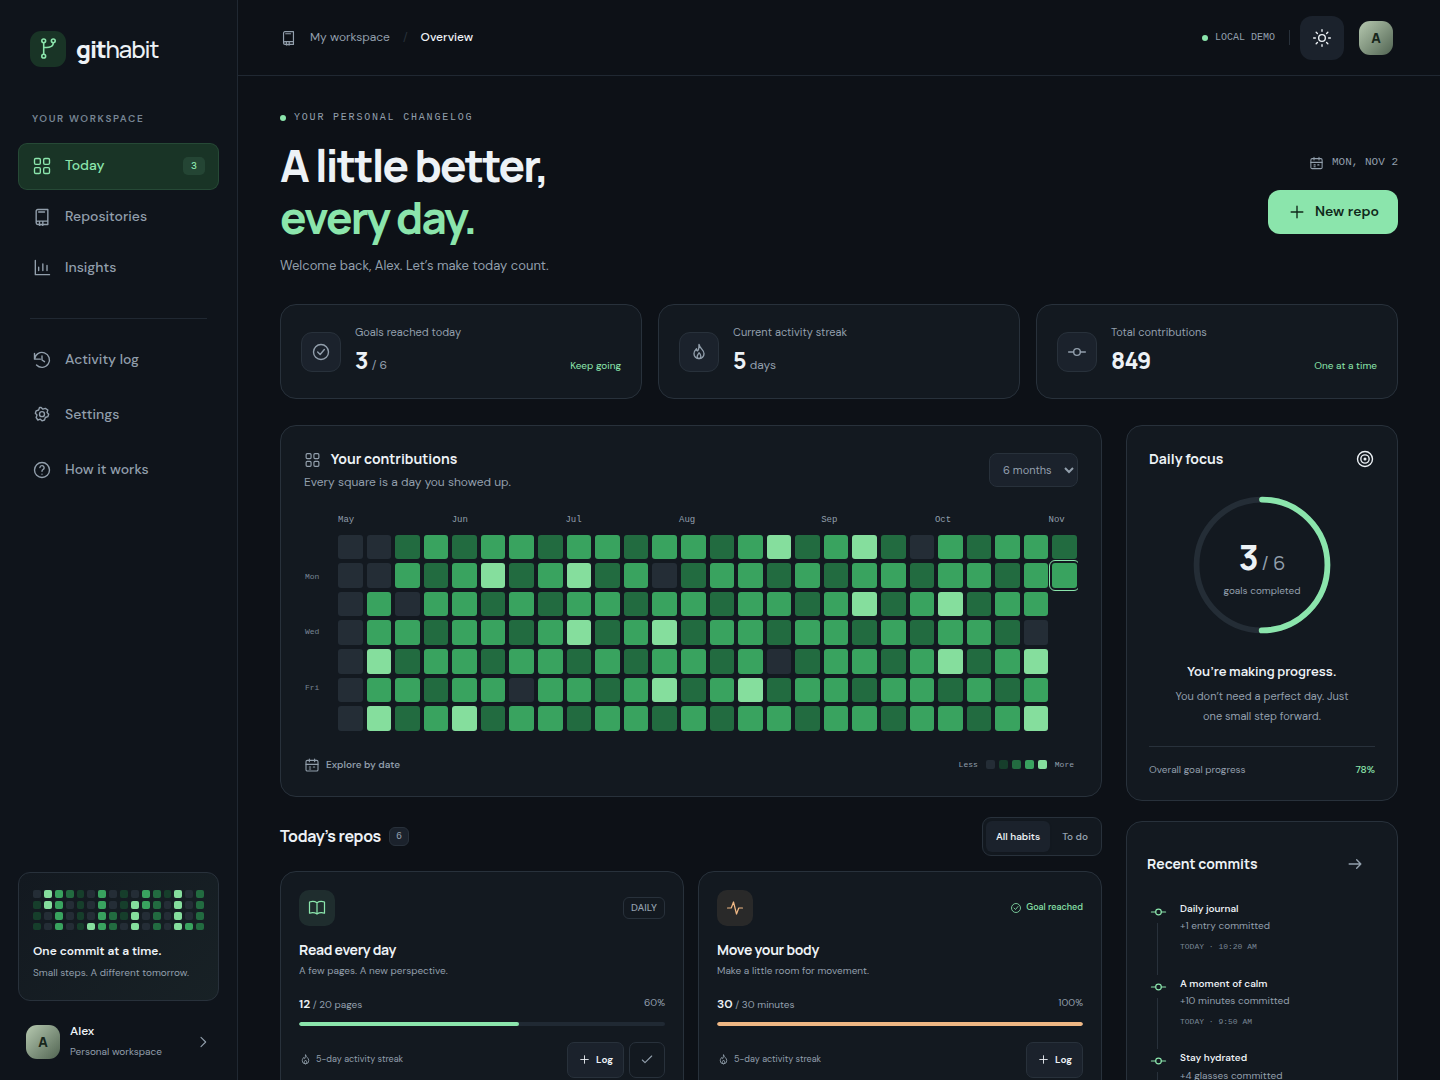 githabit
YOUR WORKSPACE
Today 3
Repositories
Insights
Activity log
Settings
How it works
One commit at a time.
Small steps. A different tomorrow.
A
Alex
Personal workspace
My workspace / Overview
LOCAL DEMO
A
YOUR PERSONAL CHANGELOG
A little better,
every day.
Welcome back, Alex. Let's make today count.
MON, NOV 2
New repo
Goals reached today
3 / 6
Keep going
Current activity streak
5 days
Total contributions
849
One at a time
Your contributions
Every square is a day you showed up.
6 months
May Jun Jul Aug Sep Oct Nov
Mon
Wed
Fri
Explore by date
Less More
Daily focus
3 / 6
goals completed
You're making progress.
You don't need a perfect day. Just
one small step forward.
Overall goal progress 78%
Today's repos 6
All habits To do
DAILY
Read every day
A few pages. A new perspective.
12 / 20 pages 60%
5-day activity streak
Log
Goal reached
Move your body
Make a little room for movement.
30 / 30 minutes 100%
5-day activity streak
Log
Recent commits
Daily journal
+1 entry committed
TODAY · 10:20 AM
A moment of calm
+10 minutes committed
TODAY · 9:50 AM
Stay hydrated
+4 glasses committed